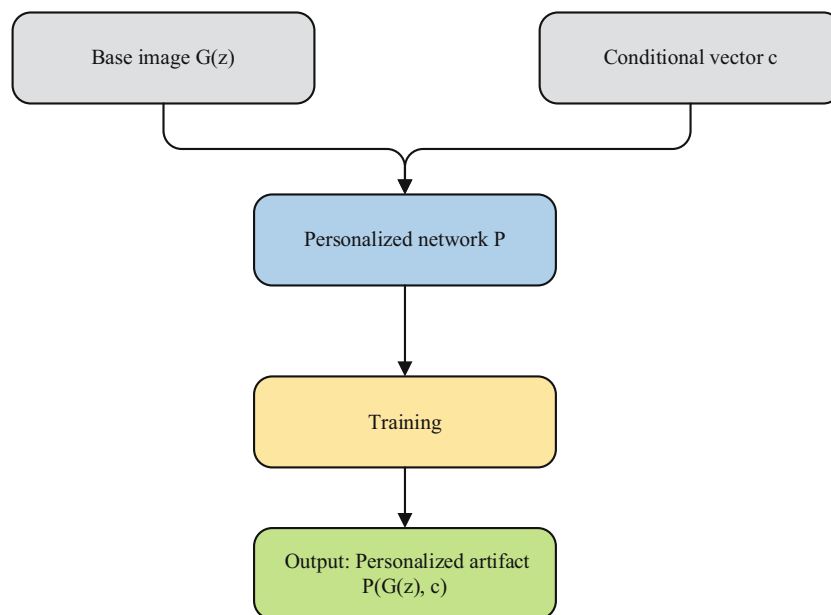 Base image G(z)
Conditional vector c
Personalized network P
Training
Output: Personalized artifact
P(G(z), c)